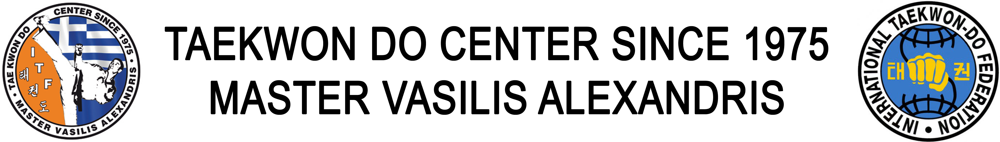 TAE KWON DO CENTER SINCE 1975 • MASTER VASILIS ALEXANDRIS •
I
T
F
태
권
도
TAEKWON DO CENTER SINCE 1975
MASTER VASILIS ALEXANDRIS
INTERNATIONAL TAEKWON-DO FEDERATION •
태 권